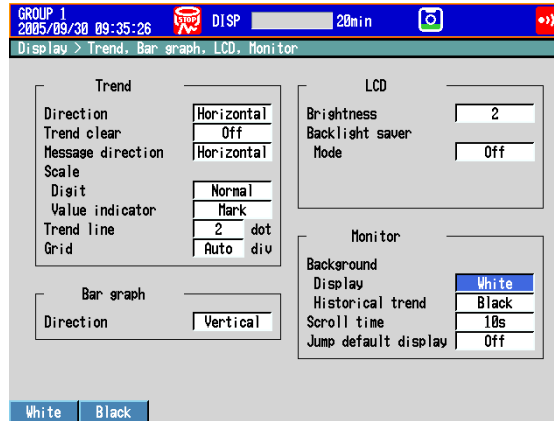 GROUP 1
2005/09/30 09:35:26
STOP
DISP
20min
Display > Trend, Bar graph, LCD, Monitor
Trend
Direction Horizontal
Trend clear Off
Message direction Horizontal
Scale
Digit Normal
Value indicator Mark
Trend line 2 dot
Grid Auto div
Bar graph
Direction Vertical
LCD
Brightness 2
Backlight saver
Mode Off
Monitor
Background
Display White
Historical trend Black
Scroll time 10s
Jump default display Off
White Black